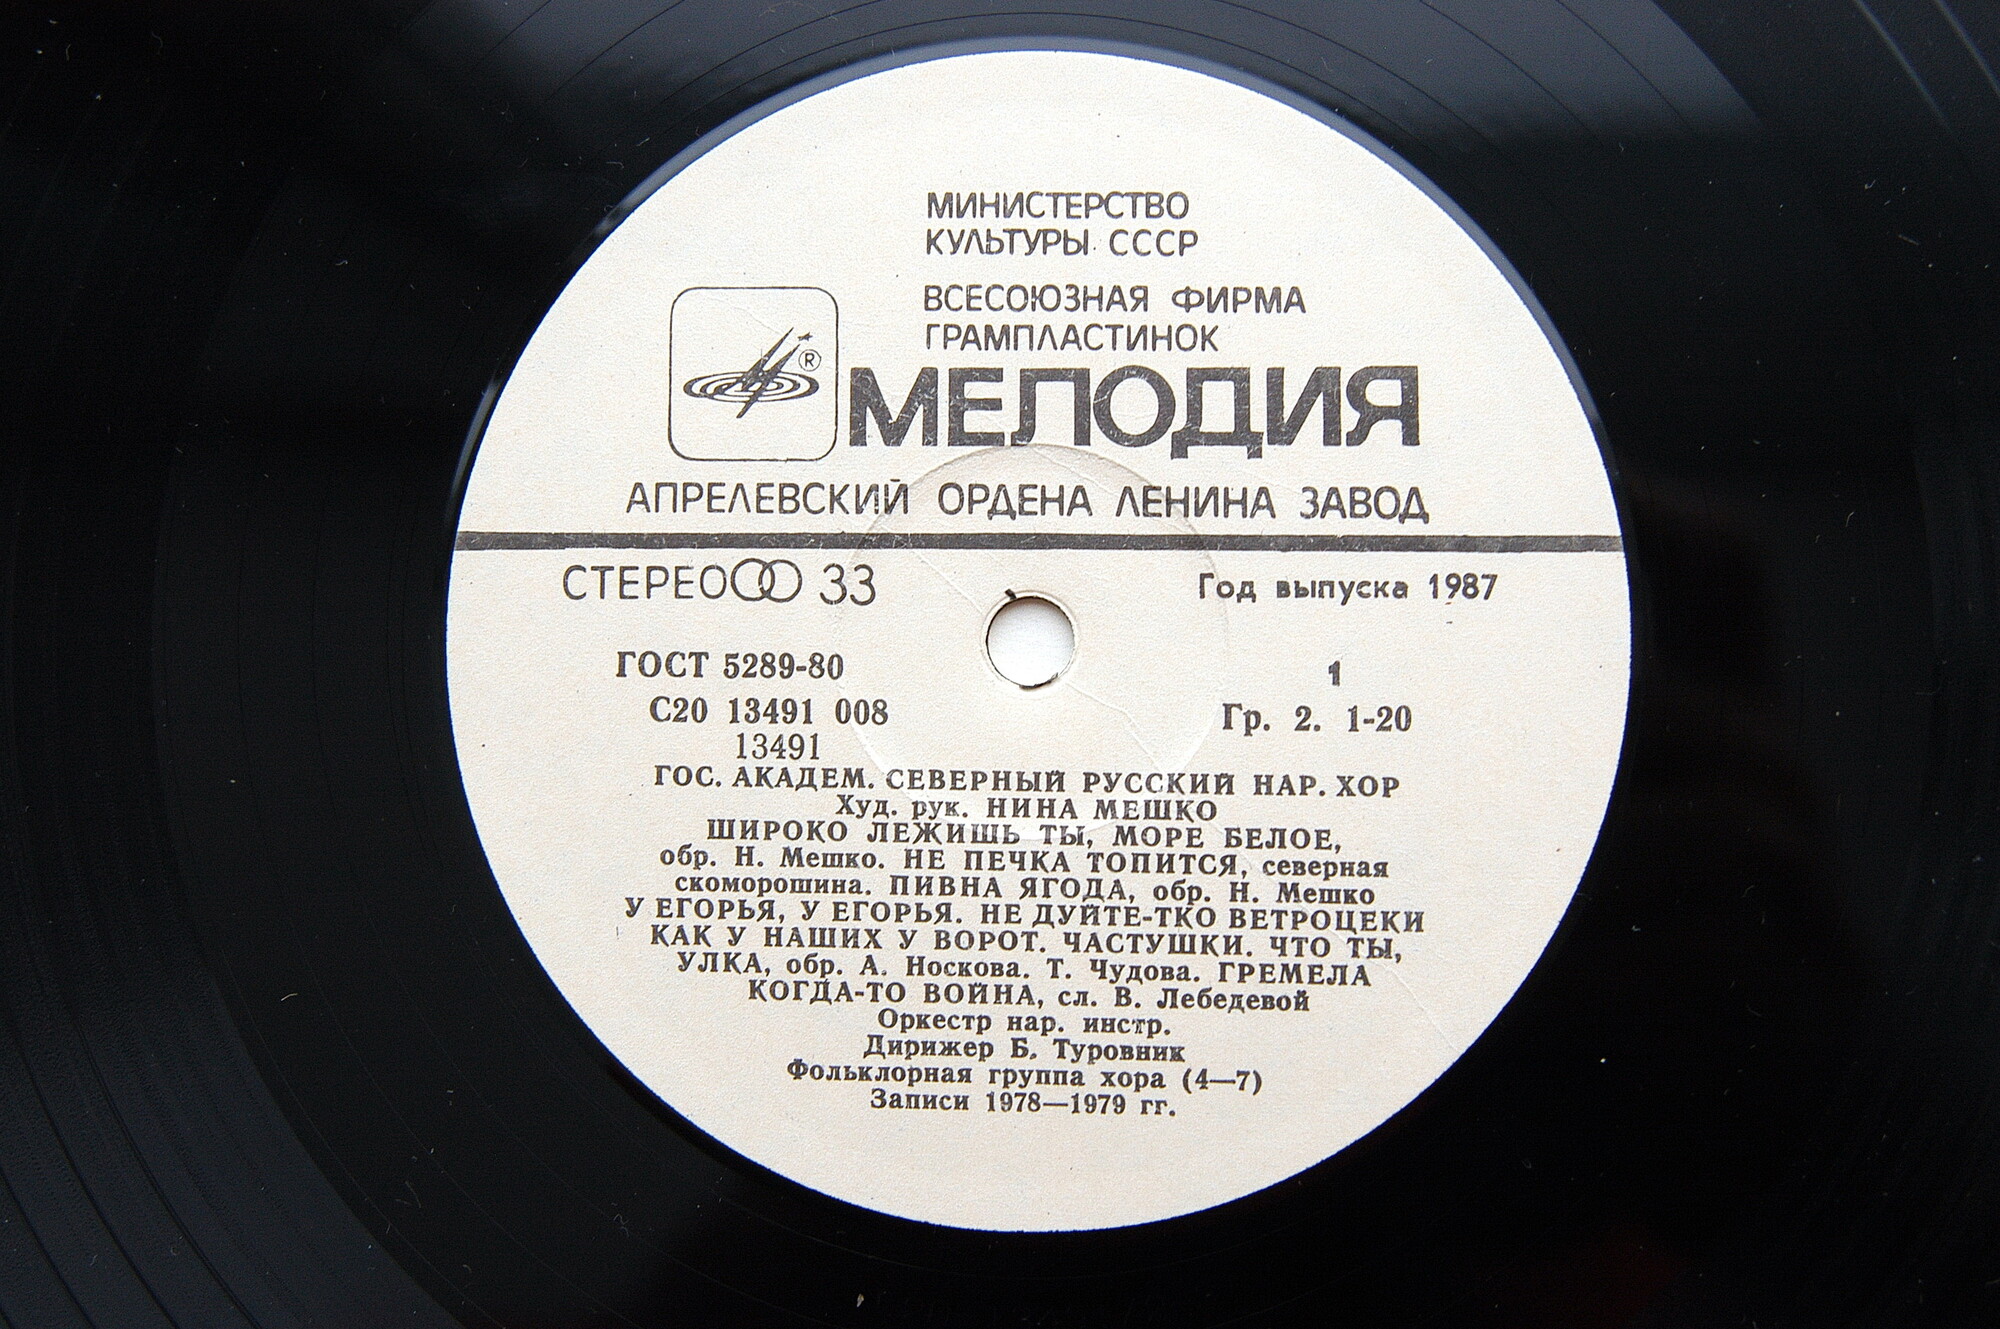 МИНИСТЕРСТВО
КУЛЬТУРЫ СССР
ВСЕСОЮЗНАЯ ФИРМА
ГРАМПЛАСТИНОК
®
МЕЛОДИЯ
АПРЕЛЕВСКИЙ ОРДЕНА ЛЕНИНА ЗАВОД
СТЕРЕО 33
Год выпуска 1987
ГОСТ 5289-80
1
С20 13491 008
Гр. 2. 1-20
13491
ГОС. АКАДЕМ. СЕВЕРНЫЙ РУССКИЙ НАР. ХОР
Худ. рук. НИНА МЕШКО
ШИРОКО ЛЕЖИШЬ ТЫ, МОРЕ БЕЛОЕ,
обр. Н. Мешко. НЕ ПЕЧКА ТОПИТСЯ, северная
скоморошина. ПИВНА ЯГОДА, обр. Н. Мешко
У ЕГОРЬЯ, У ЕГОРЬЯ. НЕ ДУЙТЕ-ТКО ВЕТРОЦЕКИ
КАК У НАШИХ У ВОРОТ. ЧАСТУШКИ. ЧТО ТЫ,
УЛКА, обр. А. Носкова. Т. Чудова. ГРЕМЕЛА
КОГДА-ТО ВОЙНА, сл. В. Лебедевой
Оркестр нар. инстр.
Дирижер Б. Туровник
Фольклорная группа хора (4—7)
Записи 1978—1979 гг.